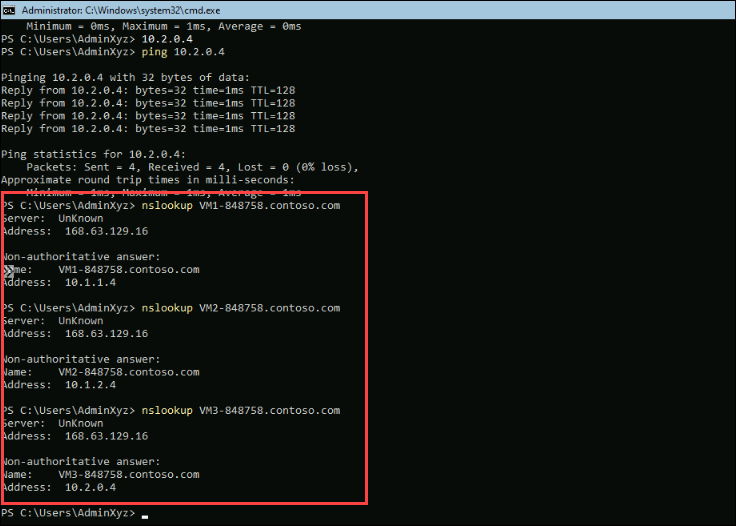 Administrator: C:\Windows\system32\cmd.exe
Minimum = 0ms, Maximum = 1ms, Average = 0ms
PS C:\Users\AdminXyz> 10.2.0.4
PS C:\Users\AdminXyz> ping 10.2.0.4
Pinging 10.2.0.4 with 32 bytes of data:
Reply from 10.2.0.4: bytes=32 time=1ms TTL=128
Reply from 10.2.0.4: bytes=32 time=1ms TTL=128
Reply from 10.2.0.4: bytes=32 time=1ms TTL=128
Reply from 10.2.0.4: bytes=32 time=1ms TTL=128
Ping statistics for 10.2.0.4:
Packets: Sent = 4, Received = 4, Lost = 0 (0% loss),
Approximate round trip times in milli-seconds:
Minimum = 1ms, Maximum = 1ms, Average = 1ms
PS C:\Users\AdminXyz> nslookup VM1-848758.contoso.com
Server: UnKnown
Address: 168.63.129.16
Non-authoritative answer:
Name: VM1-848758.contoso.com
Address: 10.1.1.4
PS C:\Users\AdminXyz> nslookup VM2-848758.contoso.com
Server: UnKnown
Address: 168.63.129.16
Non-authoritative answer:
Name: VM2-848758.contoso.com
Address: 10.1.2.4
PS C:\Users\AdminXyz> nslookup VM3-848758.contoso.com
Server: UnKnown
Address: 168.63.129.16
Non-authoritative answer:
Name: VM3-848758.contoso.com
Address: 10.2.0.4
PS C:\Users\AdminXyz>